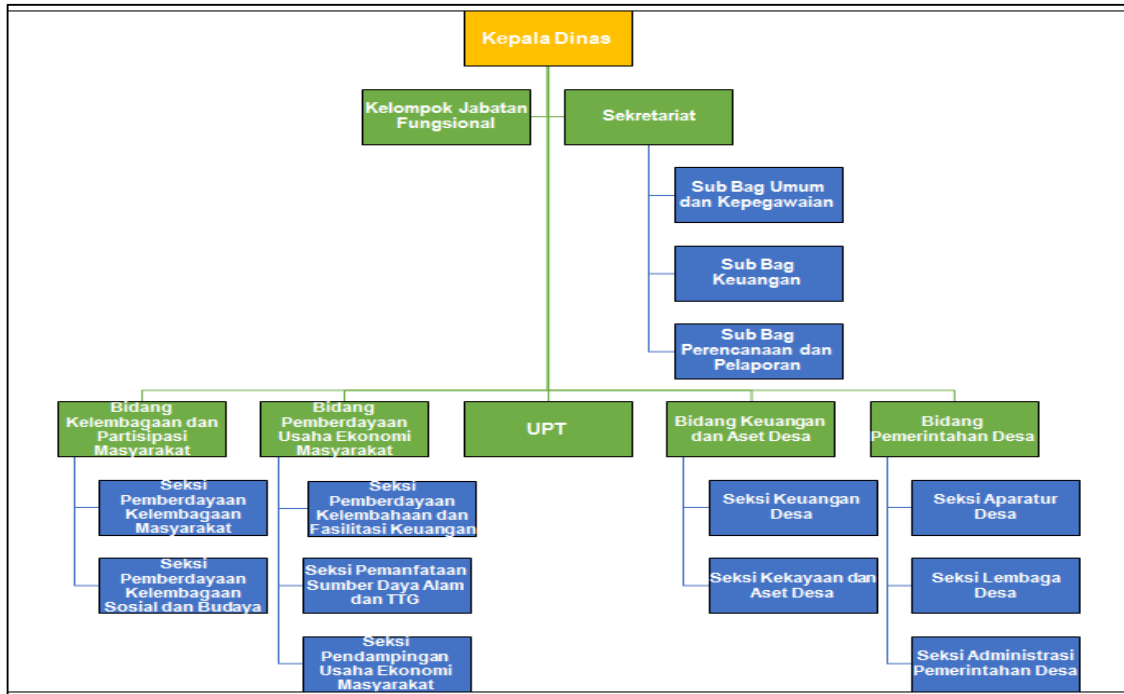 Kepala Dinas
Kelompok Jabatan
Fungsional
Sekretariat
Sub Bag Umum
dan Kepegawaian
Sub Bag
Keuangan
Sub Bag
Perencanaan dan
Pelaporan
Bidang
Kelembagaan dan
Partisipasi
Masyarakat
Bidang
Pemberdayaan
Usaha Ekonomi
Masyarakat
UPT
Bidang Keuangan
dan Aset Desa
Bidang
Pemerintahan Desa
Seksi
Pemberdayaan
Kelembagaan
Masyarakat
Seksi
Pemberdayaan
Kelembagaan
Sosial dan Budaya
Seksi
Pemberdayaan
Kelembahaan dan
Fasilitasi Keuangan
Seksi Pemanfataan
Sumber Daya Alam
dan TTG
Seksi
Pendampingan
Usaha Ekonomi
Masyarakat
Seksi Keuangan
Desa
Seksi Kekayaan dan
Aset Desa
Seksi Aparatur
Desa
Seksi Lembaga
Desa
Seksi Administrasi
Pemerintahan Desa